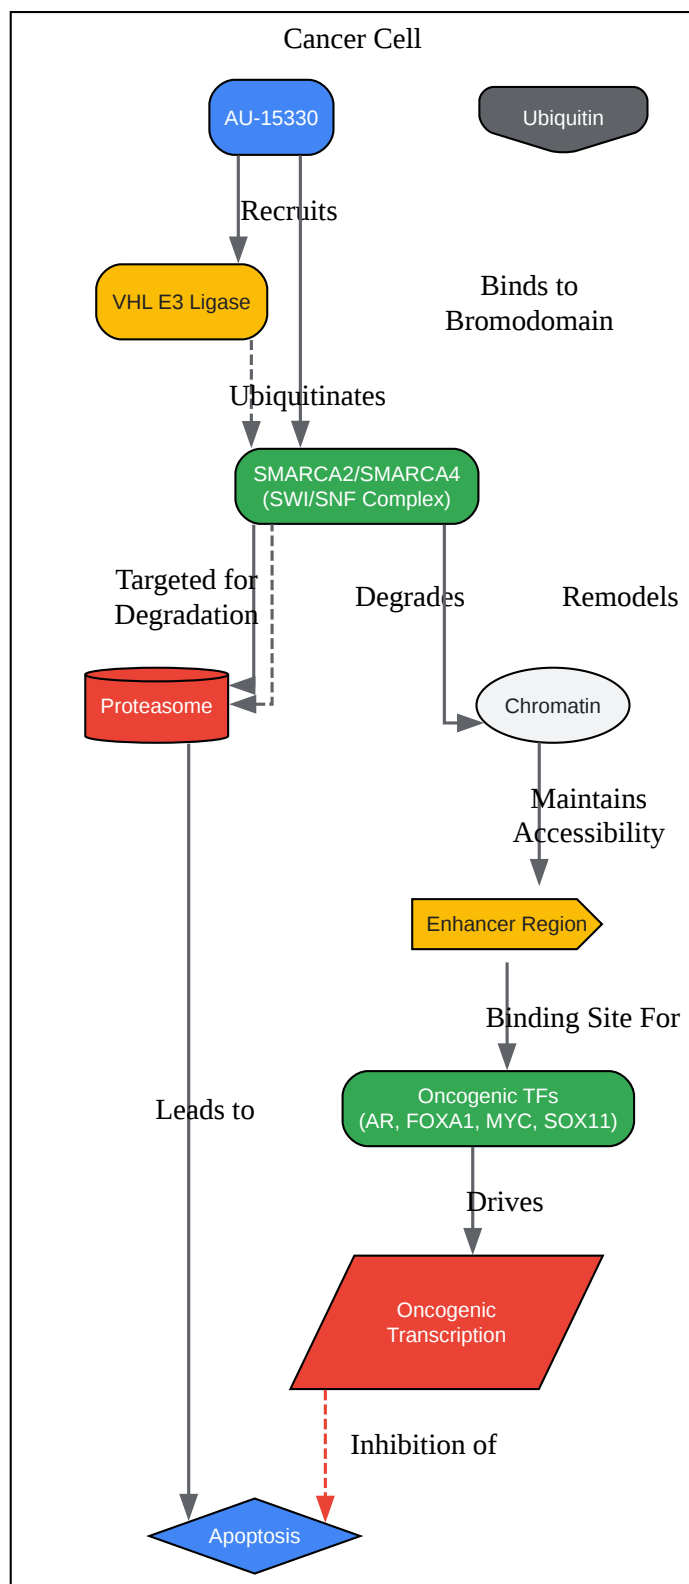 Cancer Cell
AU-15330
Ubiquitin
Recruits
VHL E3 Ligase
Binds to
Bromodomain
Ubiquitinates
SMARCA2/SMARCA4
(SWI/SNF Complex)
Targeted for
Degradation
Degrades
Remodels
Proteasome
Chromatin
Maintains
Accessibility
Enhancer Region
Binding Site For
Oncogenic TFs
(AR, FOXA1, MYC, SOX11)
Leads to
Drives
Oncogenic
Transcription
Inhibition of
Apoptosis